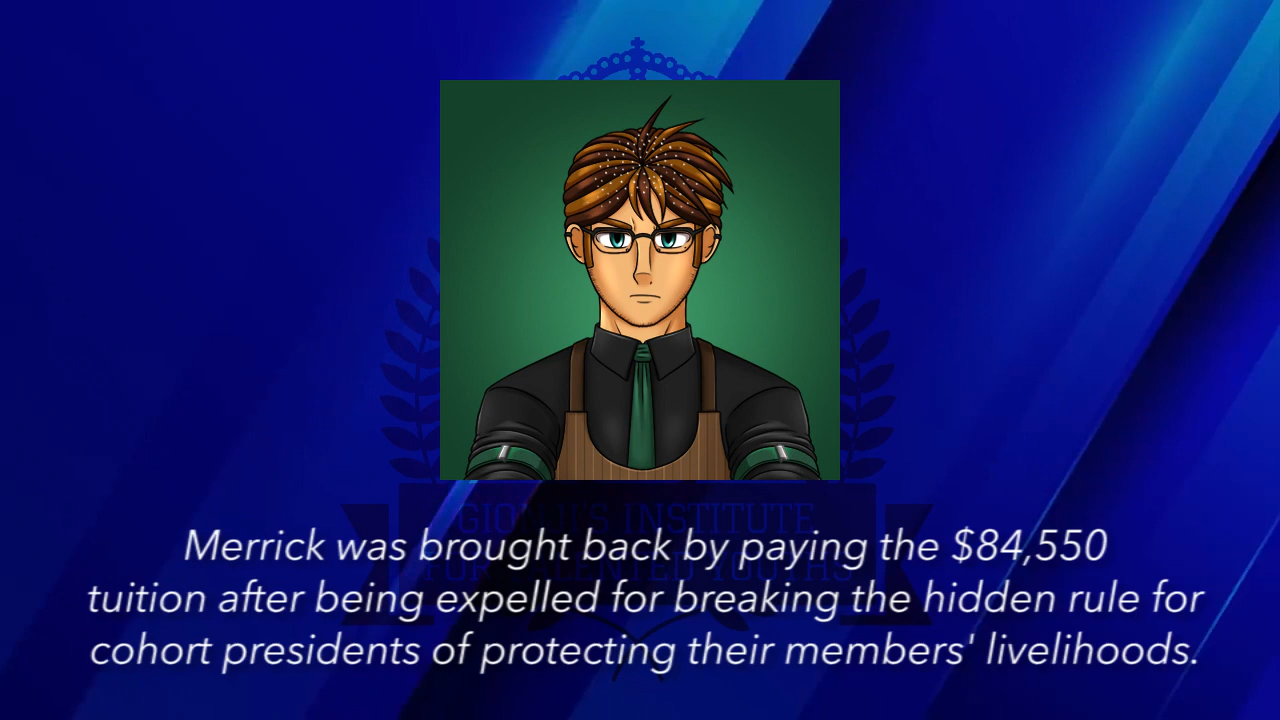 Merrick was brought back by paying the $84,550
tuition after being expelled for breaking the hidden rule for
cohort presidents of protecting their members' livelihoods.